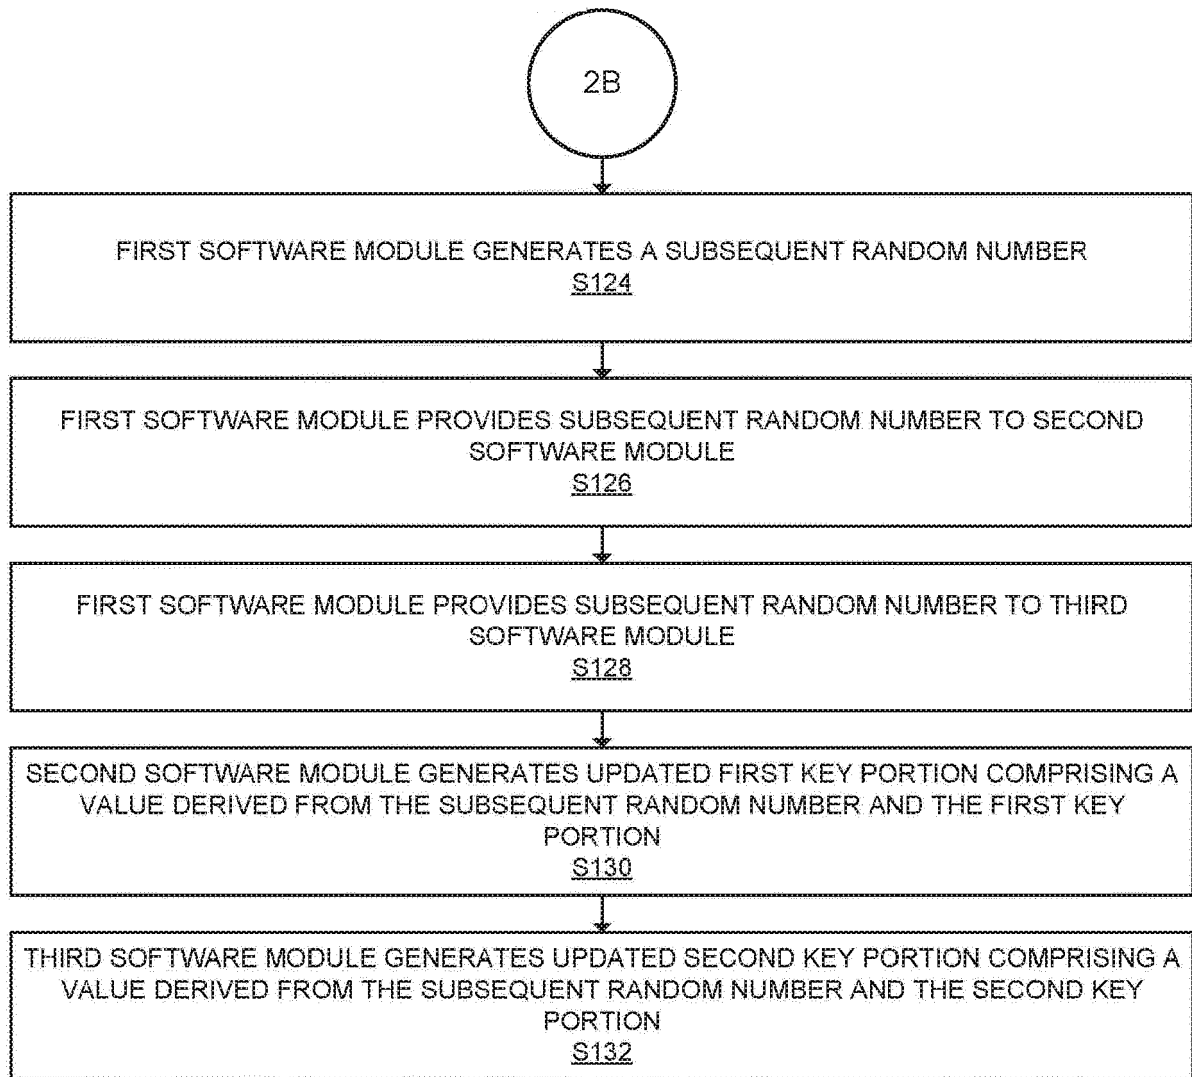 2B
FIRST SOFTWARE MODULE GENERATES A SUBSEQUENT RANDOM NUMBER
S124
FIRST SOFTWARE MODULE PROVIDES SUBSEQUENT RANDOM NUMBER TO SECOND
SOFTWARE MODULE
S126
FIRST SOFTWARE MODULE PROVIDES SUBSEQUENT RANDOM NUMBER TO THIRD
SOFTWARE MODULE
S128
SECOND SOFTWARE MODULE GENERATES UPDATED FIRST KEY PORTION COMPRISING A
VALUE DERIVED FROM THE SUBSEQUENT RANDOM NUMBER AND THE FIRST KEY
PORTION
S130
THIRD SOFTWARE MODULE GENERATES UPDATED SECOND KEY PORTION COMPRISING A
VALUE DERIVED FROM THE SUBSEQUENT RANDOM NUMBER AND THE SECOND KEY
PORTION
S132